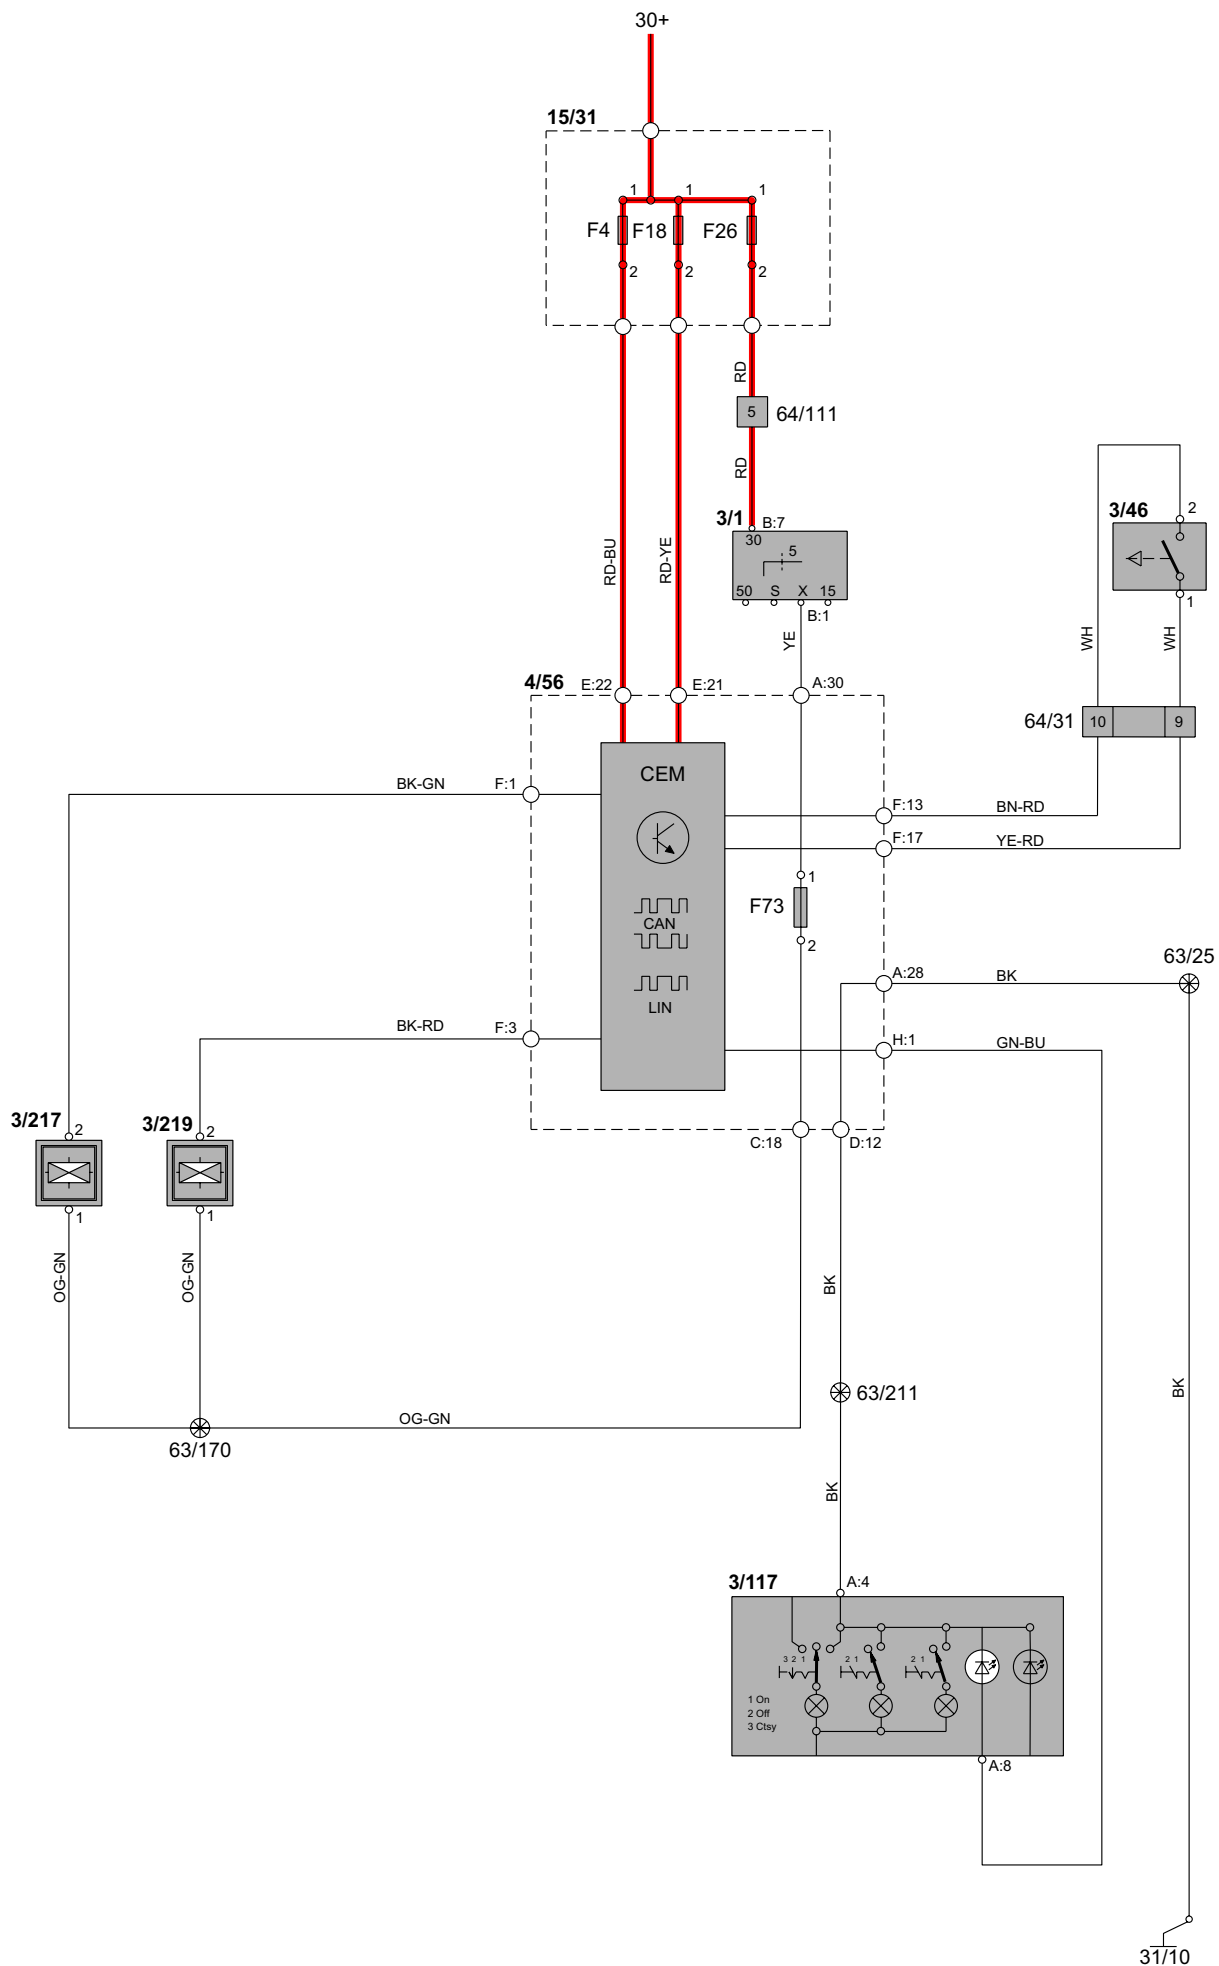 30+
15/31
1 1 1
F4 F18 F26
2 2 2
RD
5 64/111
RD
3/1 B:7
30
5
50 S X 15
B:1
3/46 2
1
RD-BU
RD-YE
YE
WH
WH
4/56 E:22 E:21 A:30
64/31 10 9
CEM
BK-GN F:1
F:13 BN-RD
F:17 YE-RD
1
F73
2
CAN
LIN
63/25
A:28 BK
BK-RD F:3
H:1 GN-BU
3/217 2
3/219 2
C:18 D:12
1 1
OG-GN
OG-GN
BK
63/211
BK
OG-GN
63/170
BK
3/117 A:4
3 2 1
2 1
2 1
1 On
2 Off
3 Ctsy
A:8
31/10